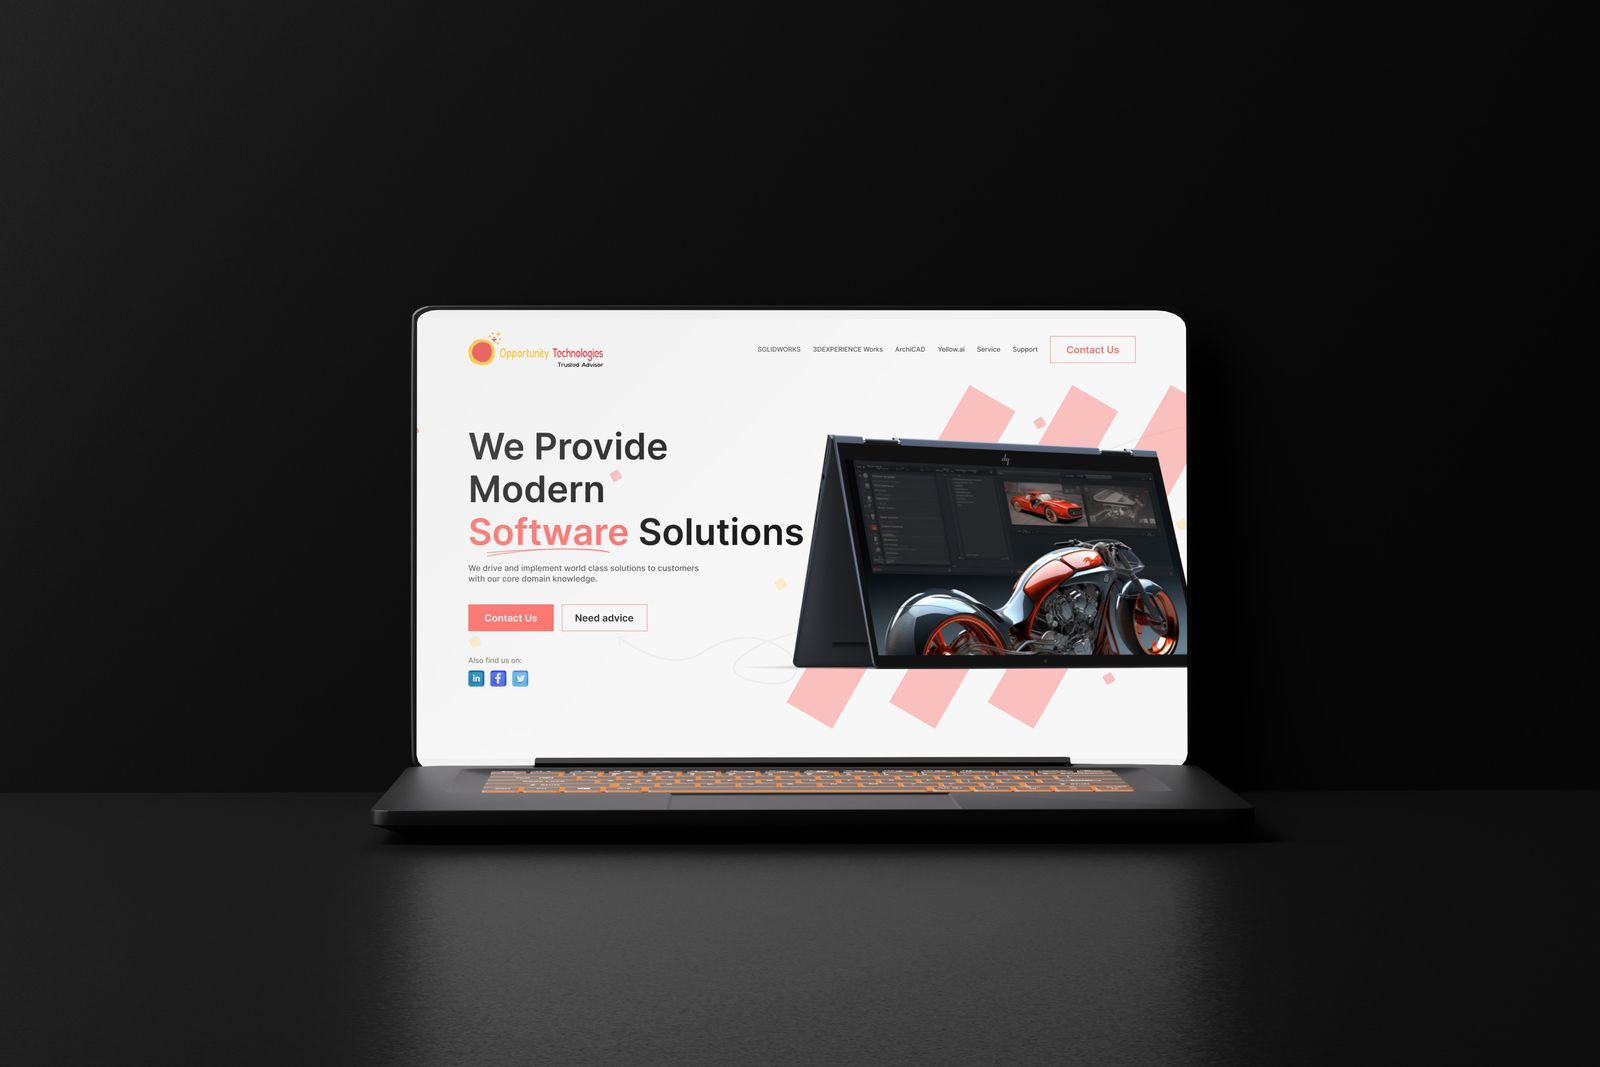 Opportunity Technologies
Trusted Advisor
SOLIDWORKS 3DEXPERIENCE Works ArchiCAD Yellow.ai Service Support Contact Us
We Provide
Modern
Software Solutions
We drive and implement world class solutions to customers
with our core domain knowledge.
Contact Us Need advice
Also find us on:
in f
hp